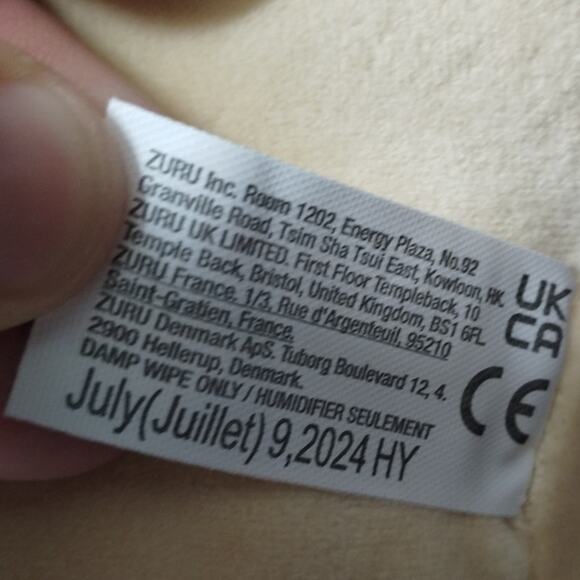 ZURU Inc. Room 1202, Energy Plaza, No.92
Granville Road, Tsim Sha Tsui East, Kowloon, HK.
ZURU UK LIMITED. First Floor Templeback, 10
Temple Back, Bristol, United Kingdom, BS1 6FL
ZURU France. 1/3. Rue d'Argenteuil, 95210
Saint-Gratien, France.
ZURU Denmark ApS. Tuborg Boulevard 12, 4.
2900 Hellerup, Denmark.
DAMP WIPE ONLY / HUMIDIFIER SEULEMENT
July(Juillet) 9,2024 HY
UK
CA
CE